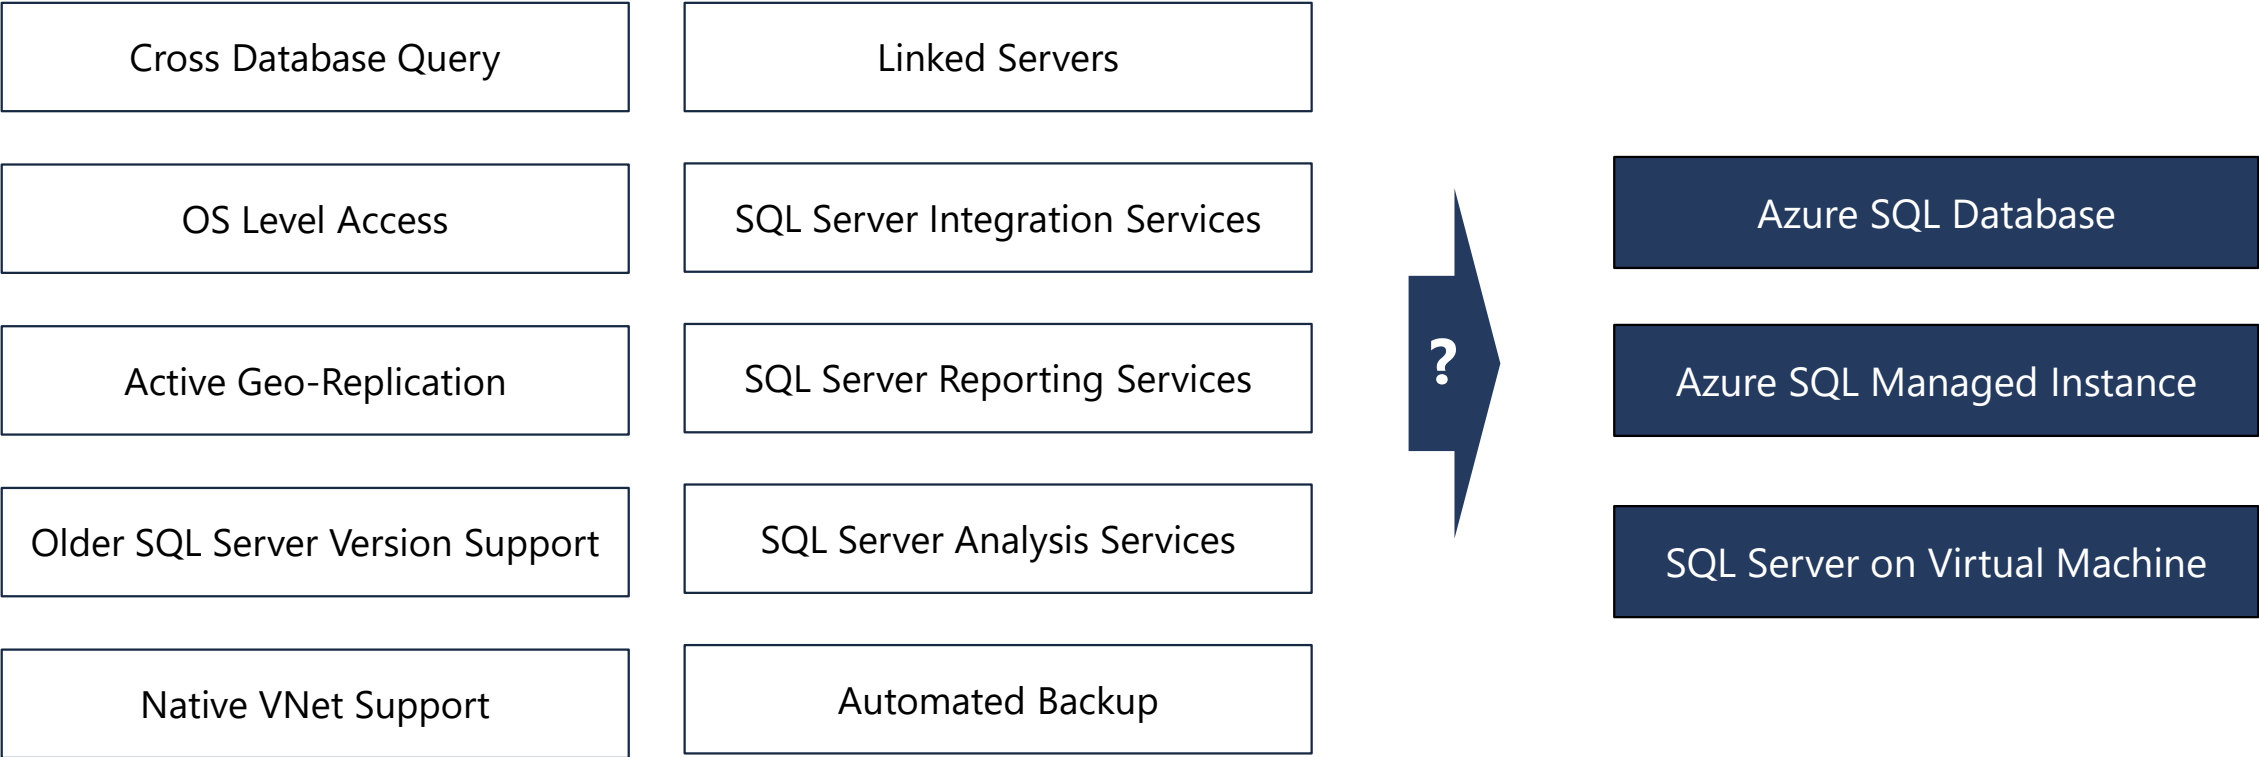 Cross Database Query
Linked Servers
OS Level Access
SQL Server Integration Services
Active Geo-Replication
SQL Server Reporting Services
Older SQL Server Version Support
SQL Server Analysis Services
Native VNet Support
Automated Backup
?
Azure SQL Database
Azure SQL Managed Instance
SQL Server on Virtual Machine